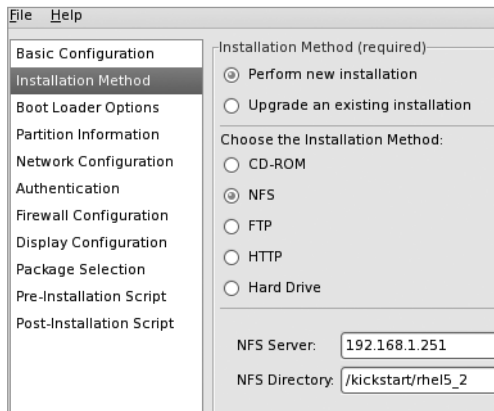 File Help
Basic Configuration
Installation Method
Boot Loader Options
Partition Information
Network Configuration
Authentication
Firewall Configuration
Display Configuration
Package Selection
Pre-Installation Script
Post-Installation Script
Installation Method (required)
Perform new installation
Upgrade an existing installation
Choose the Installation Method:
CD-ROM
NFS
FTP
HTTP
Hard Drive
NFS Server: 192.168.1.251
NFS Directory: /kickstart/rhel5_2